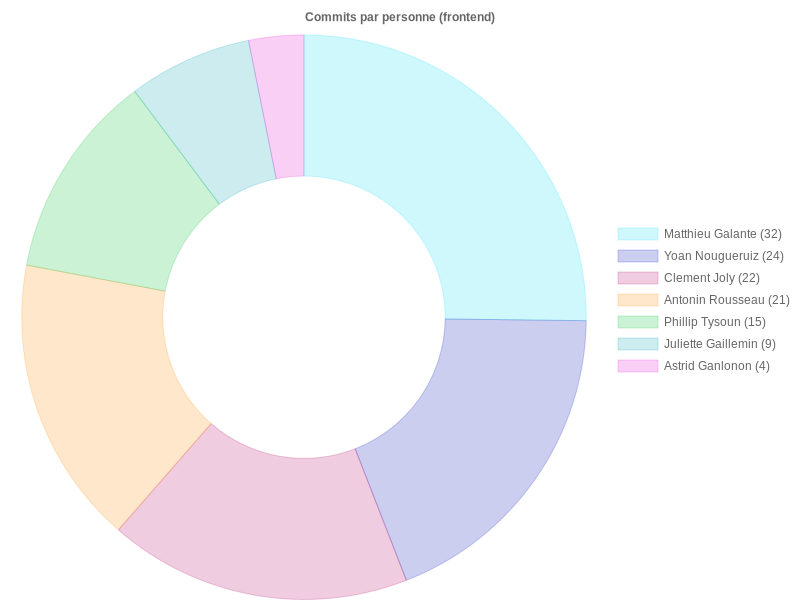 Commits par personne (frontend)
Matthieu Galante (32)
Yoan Nougueruiz (24)
Clement Joly (22)
Antonin Rousseau (21)
Phillip Tysoun (15)
Juliette Gaillemin (9)
Astrid Ganlonon (4)